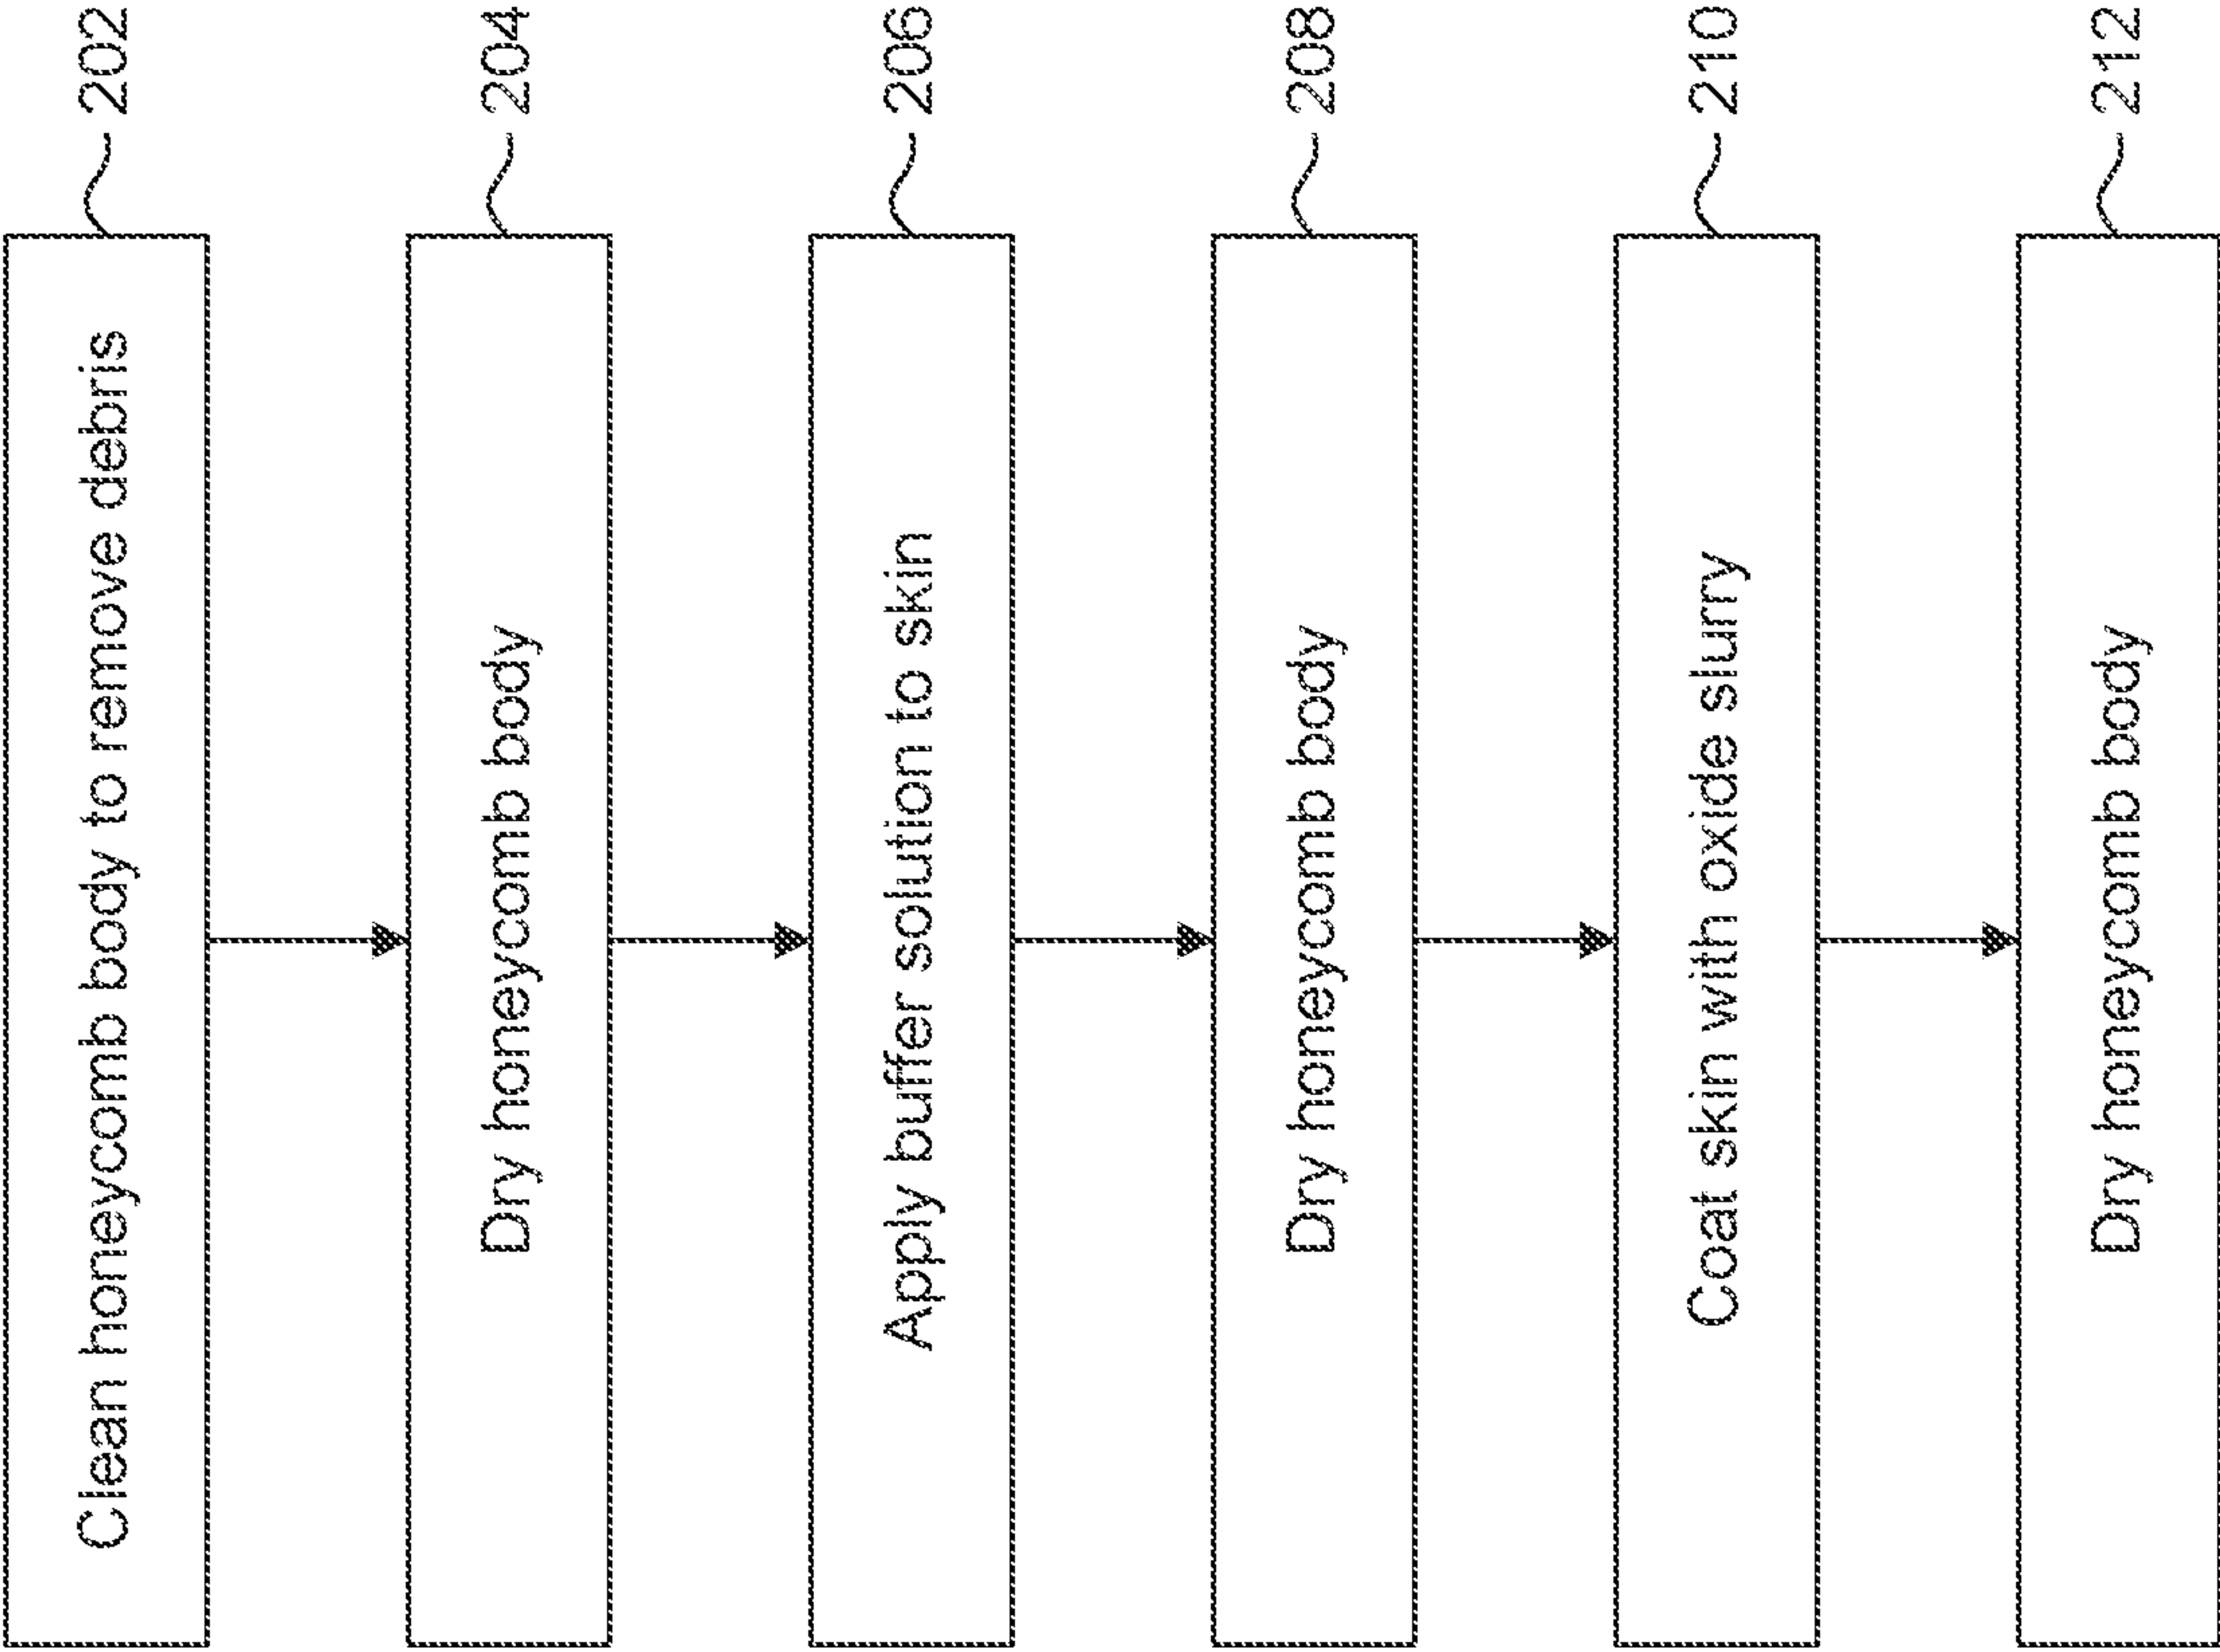 Clean honeycomb body to remove debris
202
Dry honeycomb body
204
Apply buffer solution to skin
206
Dry honeycomb body
208
Coat skin with oxide slurry
210
Dry honeycomb body
212